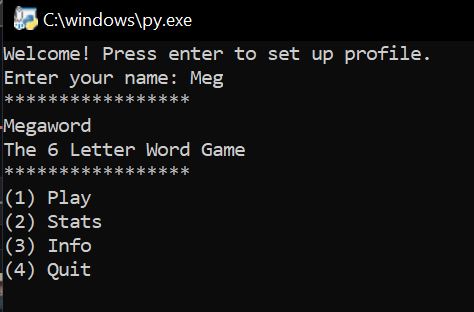 C:\windows\py.exe
Welcome! Press enter to set up profile.
Enter your name: Meg
*****************
Megaword
The 6 Letter Word Game
*****************
(1) Play
(2) Stats
(3) Info
(4) Quit